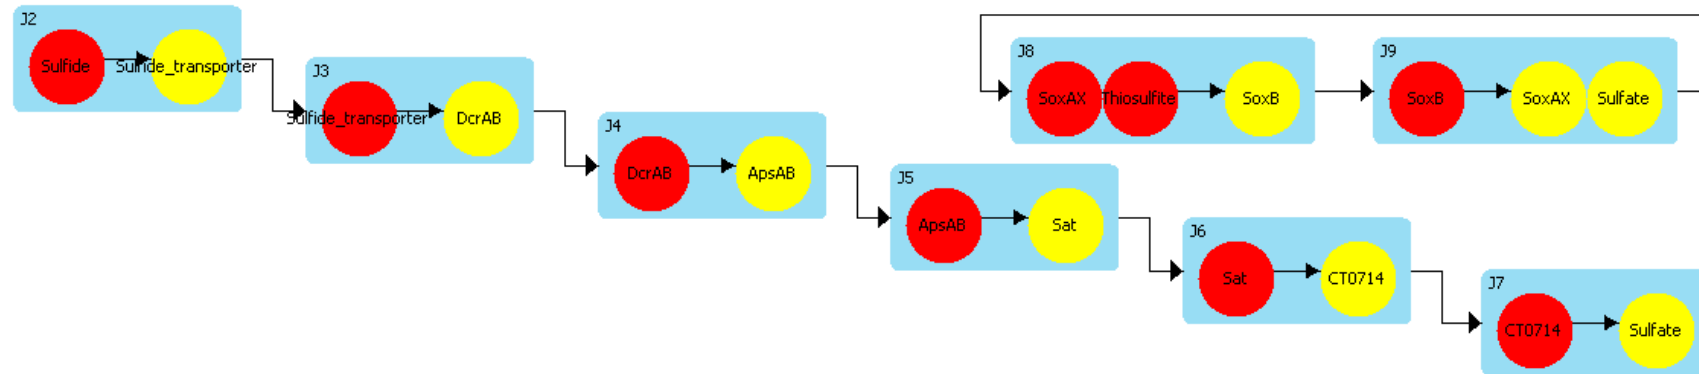 J2
Sulfide
Sulfide_transporter
J3
Sulfide_transporter
DcrAB
J4
DcrAB
ApsAB
J5
ApsAB
Sat
J6
Sat
CT0714
J7
CT0714
Sulfate
J8
SoxAX
Thiosulfite
SoxB
J9
SoxB
SoxAX
Sulfate